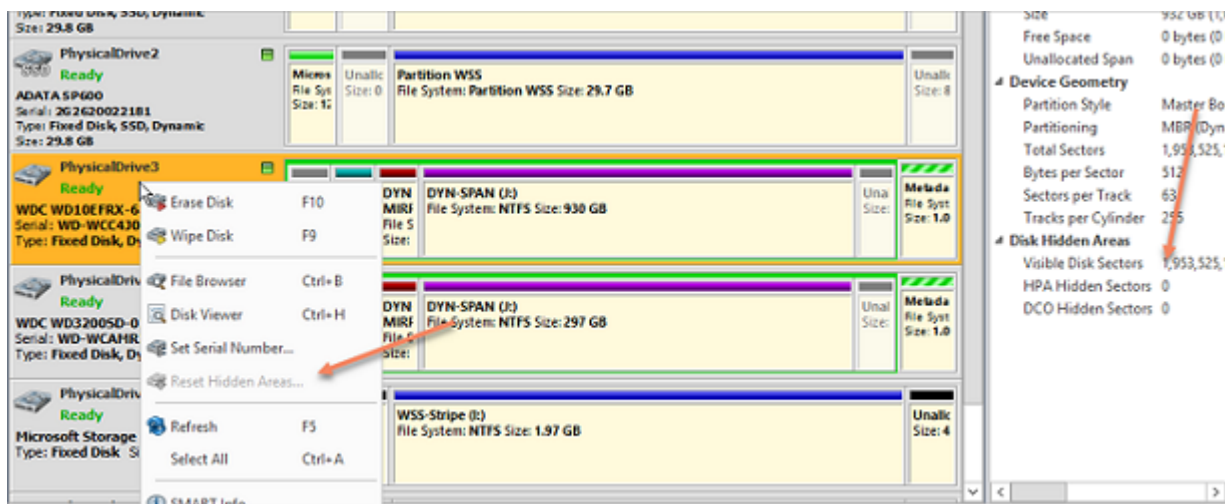 Type: Fixed Disk, SSD, Dynamic
Size: 29.8 GB
PhysicalDrive2
Ready
ADATA SP600
Serial: 2G2620022181
Type: Fixed Disk, SSD, Dynamic
Size: 29.8 GB
Micros
File Sys
Size: 12
Unallc
Size: 0
Partition WSS
File System: Partition WSS Size: 29.7 GB
Unallc
Size: 8
PhysicalDrive3
Ready
WDC WD10EFRX-6
Serial: WD-WCC4J0
Type: Fixed Disk, Dy
DYN
MIRF
File S
Size:
DYN-SPAN (J:)
File System: NTFS Size: 930 GB
Una
Size:
Metada
File Syst
Size: 1.0
Erase Disk F10
Wipe Disk F9
File Browser Ctrl+B
Disk Viewer Ctrl+H
Set Serial Number...
Reset Hidden Areas...
Refresh F5
Select All Ctrl+A
SMART Info
PhysicalDriv
Ready
WDC WD3200SD-0
Serial: WD-WCAMR
Type: Fixed Disk, Dy
DYN
MIRF
File S
Size:
DYN-SPAN (J:)
File System: NTFS Size: 297 GB
Unal
Size:
Metada
File Syst
Size: 1.0
PhysicalDriv
Ready
Microsoft Storage
Type: Fixed Disk Si
WSS-Stripe (I:)
File System: NTFS Size: 1.97 GB
Unallc
Size: 4
Size 932 GB (1,
Free Space 0 bytes (0
Unallocated Span 0 bytes (0
Device Geometry
Partition Style Master Bo
Partitioning MBR (Dyn
Total Sectors 1,953,525,1
Bytes per Sector 512
Sectors per Track 63
Tracks per Cylinder 255
Disk Hidden Areas
Visible Disk Sectors 1,953,525,1
HPA Hidden Sectors 0
DCO Hidden Sectors 0